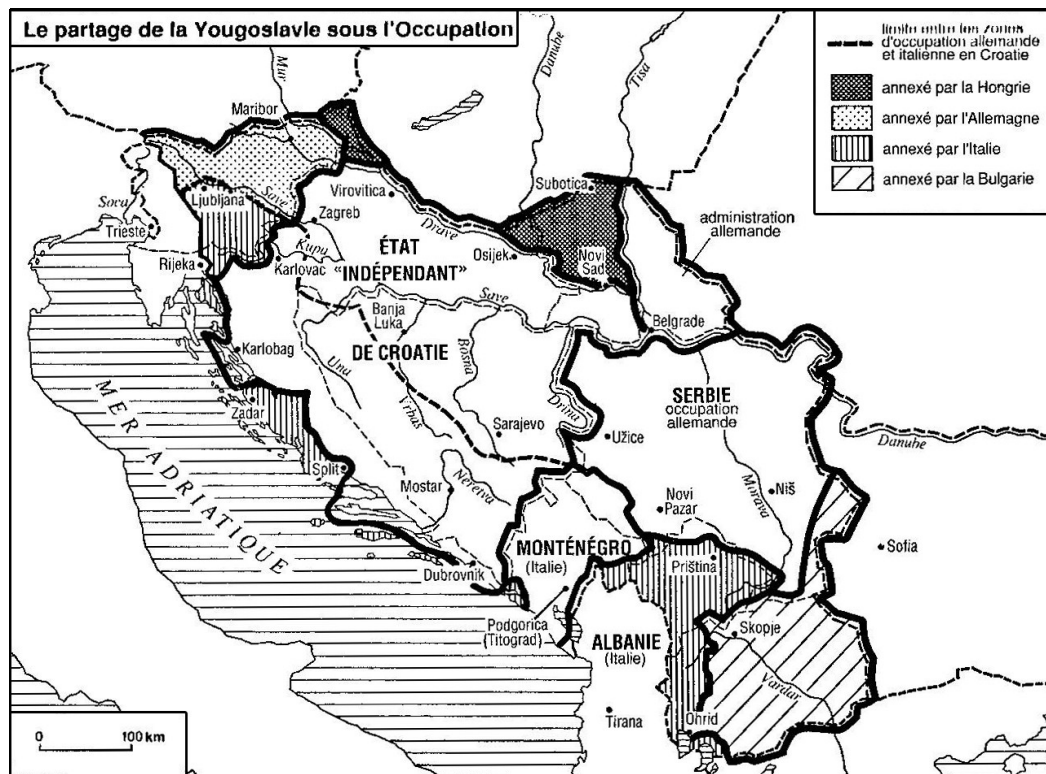 Le partage de la Yougoslavie sous l'Occupation
limite entre les zones
d'occupation allemande
et italienne en Croatie
annexé par la Hongrie
annexé par l'Allemagne
annexé par l'Italie
annexé par la Bulgarie
Mur
Danube
Tisa
Maribor
Ljubljana
Save
Soca
Trieste
Rijeka
Virovitica
Zagreb
Drave
Kupa
Karlovac
Subotica
administration
allemande
Osijek
Novi
Sad
ÉTAT
"INDÉPENDANT"
DE CROATIE
Save
Belgrade
Banja
Luka
Karlobag
Una
Vrbas
Bosna
Drina
Zadar
Sarajevo
SERBIE
occupation
allemande
Užice
Danube
MER ADRIATIQUE
Split
Mostar
Neretva
Novi
Pazar
Morava
Niš
Sofia
MONTÉNÉGRO
(Italie)
Priština
Dubrovnik
Podgorica
(Titograd)
ALBANIE
(Italie)
Skopje
Vardar
Tirana
Ohrid
0 100 km